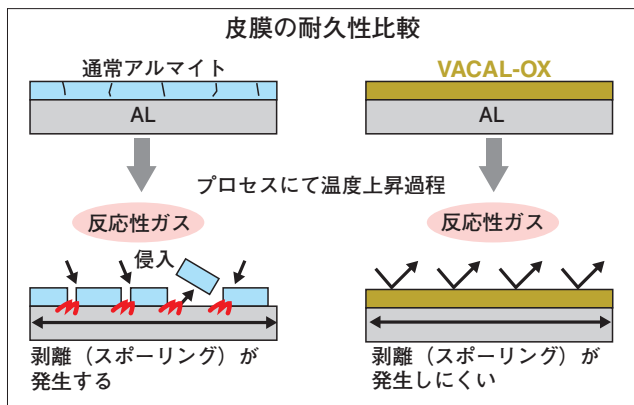 皮膜の耐久性比較
通常アルマイト
VACAL-OX
AL
AL
プロセスにて温度上昇過程
反応性ガス
反応性ガス
侵入
剥離（スポーリング）が
発生する
剥離（スポーリング）が
発生しにくい